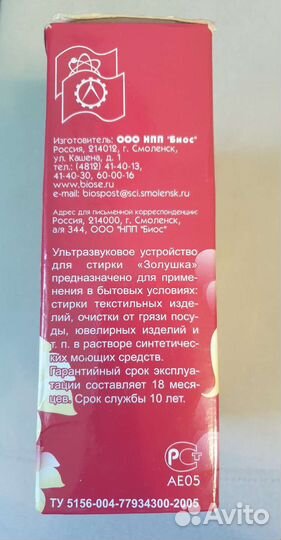 Изготовитель: ООО НПП "Биос"
Россия, 214012, г. Смоленск,
ул. Кашена, д. 1
тел.: (4812) 41-40-13,
41-40-30, 60-00-16
www.biose.ru
e-mail: biospost@sci.smolensk.ru
Адрес для письменной корреспонденции:
Россия, 214000, г. Смоленск,
а/я 344, ООО "НПП "Биос"
Ультразвуковое устройство
для стирки «Золушка»
предназначено для приме-
нения в бытовых условиях:
стирки текстильных изде-
лий, очистки от грязи посу-
ды, ювелирных изделий и
т. п. в растворе синтетичес-
ких моющих средств.
Гарантийный срок эксплуа-
тации составляет 18 меся-
цев. Срок службы 10 лет.
РС+
АЕ05
ТУ 5156-004-77934300-2005
Avito